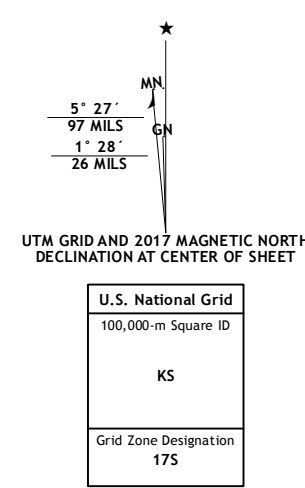 ★
MN.
5° 27´
97 MILS
GN
1° 28´
26 MILS
UTM GRID AND 2017 MAGNETIC NORTH
DECLINATION AT CENTER OF SHEET
U.S. National Grid
100,000-m Square ID
KS
Grid Zone Designation
17S